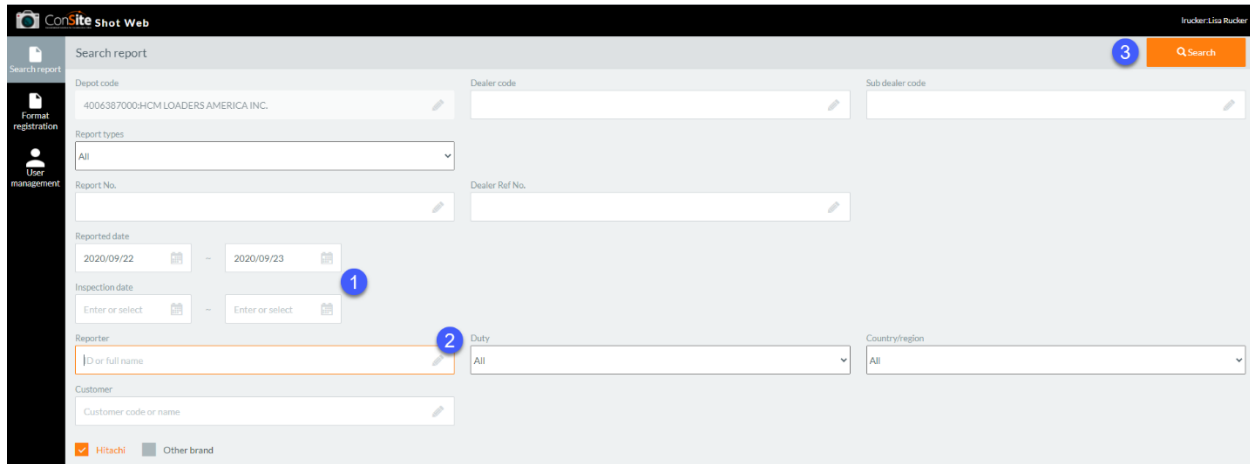 ConSite Shot Web
lrucker:Lisa Rucker
Search report
Format
registration
User
management
Search report
3
Search
Depot code
Dealer code
Sub dealer code
4006387000:HCM LOADERS AMERICA INC.
Report types
All
Report No.
Dealer Ref No.
Reported date
2020/09/22 – 2020/09/23
1
Inspection date
Enter or select – Enter or select
Reporter
2
Duty
Country/region
ID or full name
All
All
Customer
Customer code or name
Hitachi
Other brand